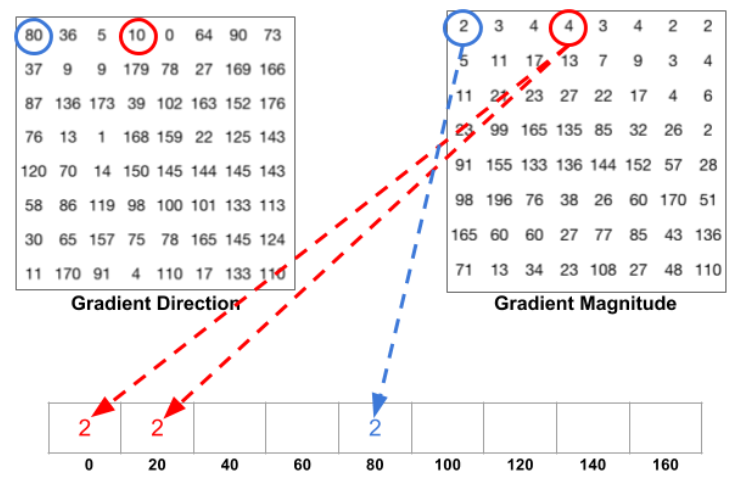 80 36 5 10 0 64 90 73
37 9 9 179 78 27 169 166
87 136 173 39 102 163 152 176
76 13 1 168 159 22 125 143
120 70 14 150 145 144 145 143
58 86 119 98 100 101 133 113
30 65 157 75 78 165 145 124
11 170 91 4 110 17 133 110
Gradient Direction
2 3 4 4 3 4 2 2
5 11 17 13 7 9 3 4
11 21 23 27 22 17 4 6
23 99 165 135 85 32 26 2
91 155 133 136 144 152 57 28
98 196 76 38 26 60 170 51
165 60 60 27 77 85 43 136
71 13 34 23 108 27 48 110
Gradient Magnitude
2 2 2
0 20 40 60 80 100 120 140 160